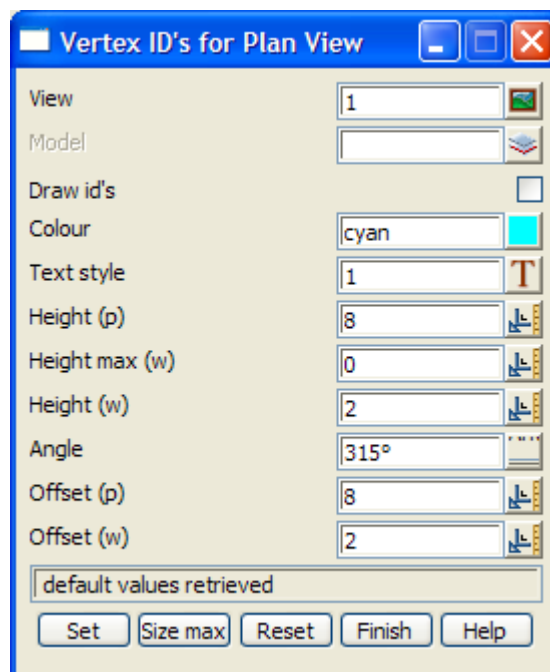 Vertex ID's for Plan View
View 1
Model
Draw id's
Colour cyan
Text style 1 T
Height (p) 8
Height max (w) 0
Height (w) 2
Angle 315°
Offset (p) 8
Offset (w) 2
default values retrieved
Set Size max Reset Finish Help